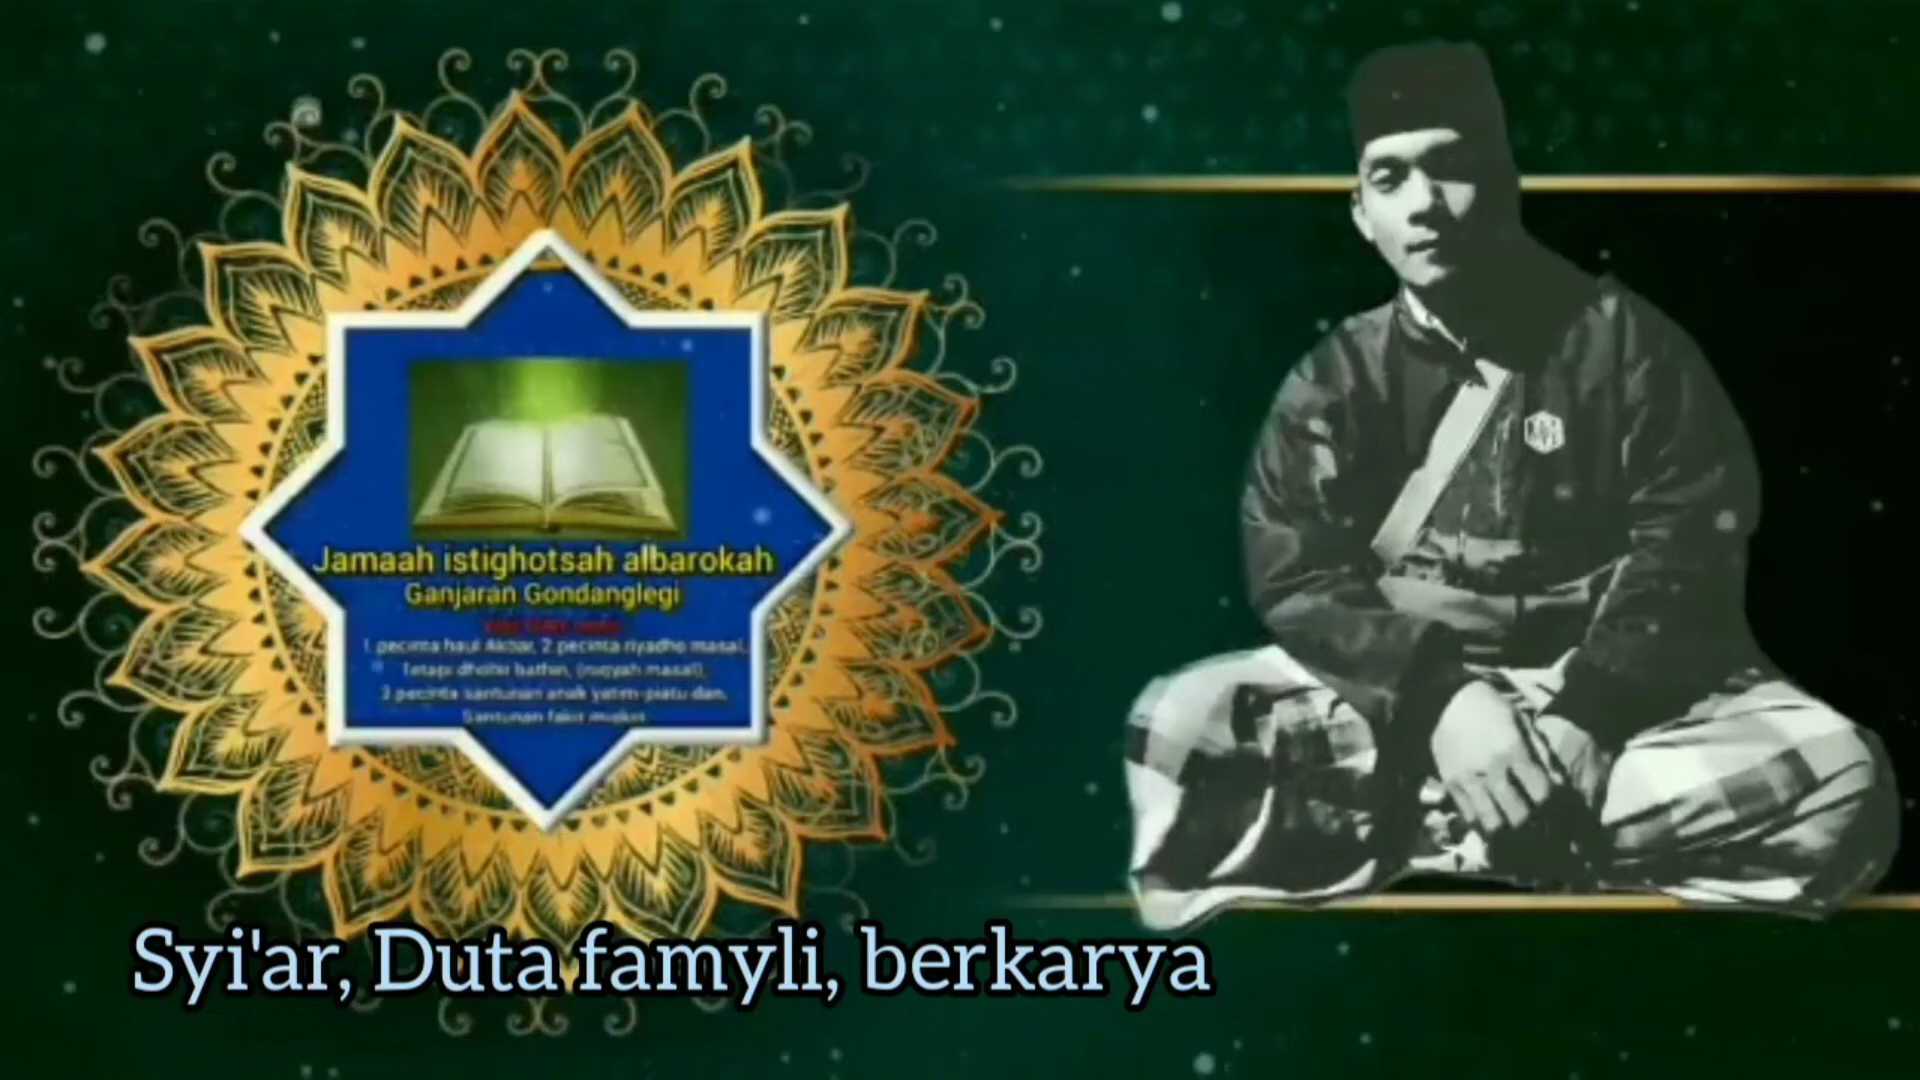 Jamaah istighotsah albarokah
Ganjaran Gondanglegi
1.pecinta haul Akbar, 2.pecinta riyadho masal,
Tetapi dhohir bathin, (ruqyah masal),
3.pecinta santunan anak yatim-piatu dan,
Santunan fakir miskin
Syi'ar, Duta famyli, berkarya